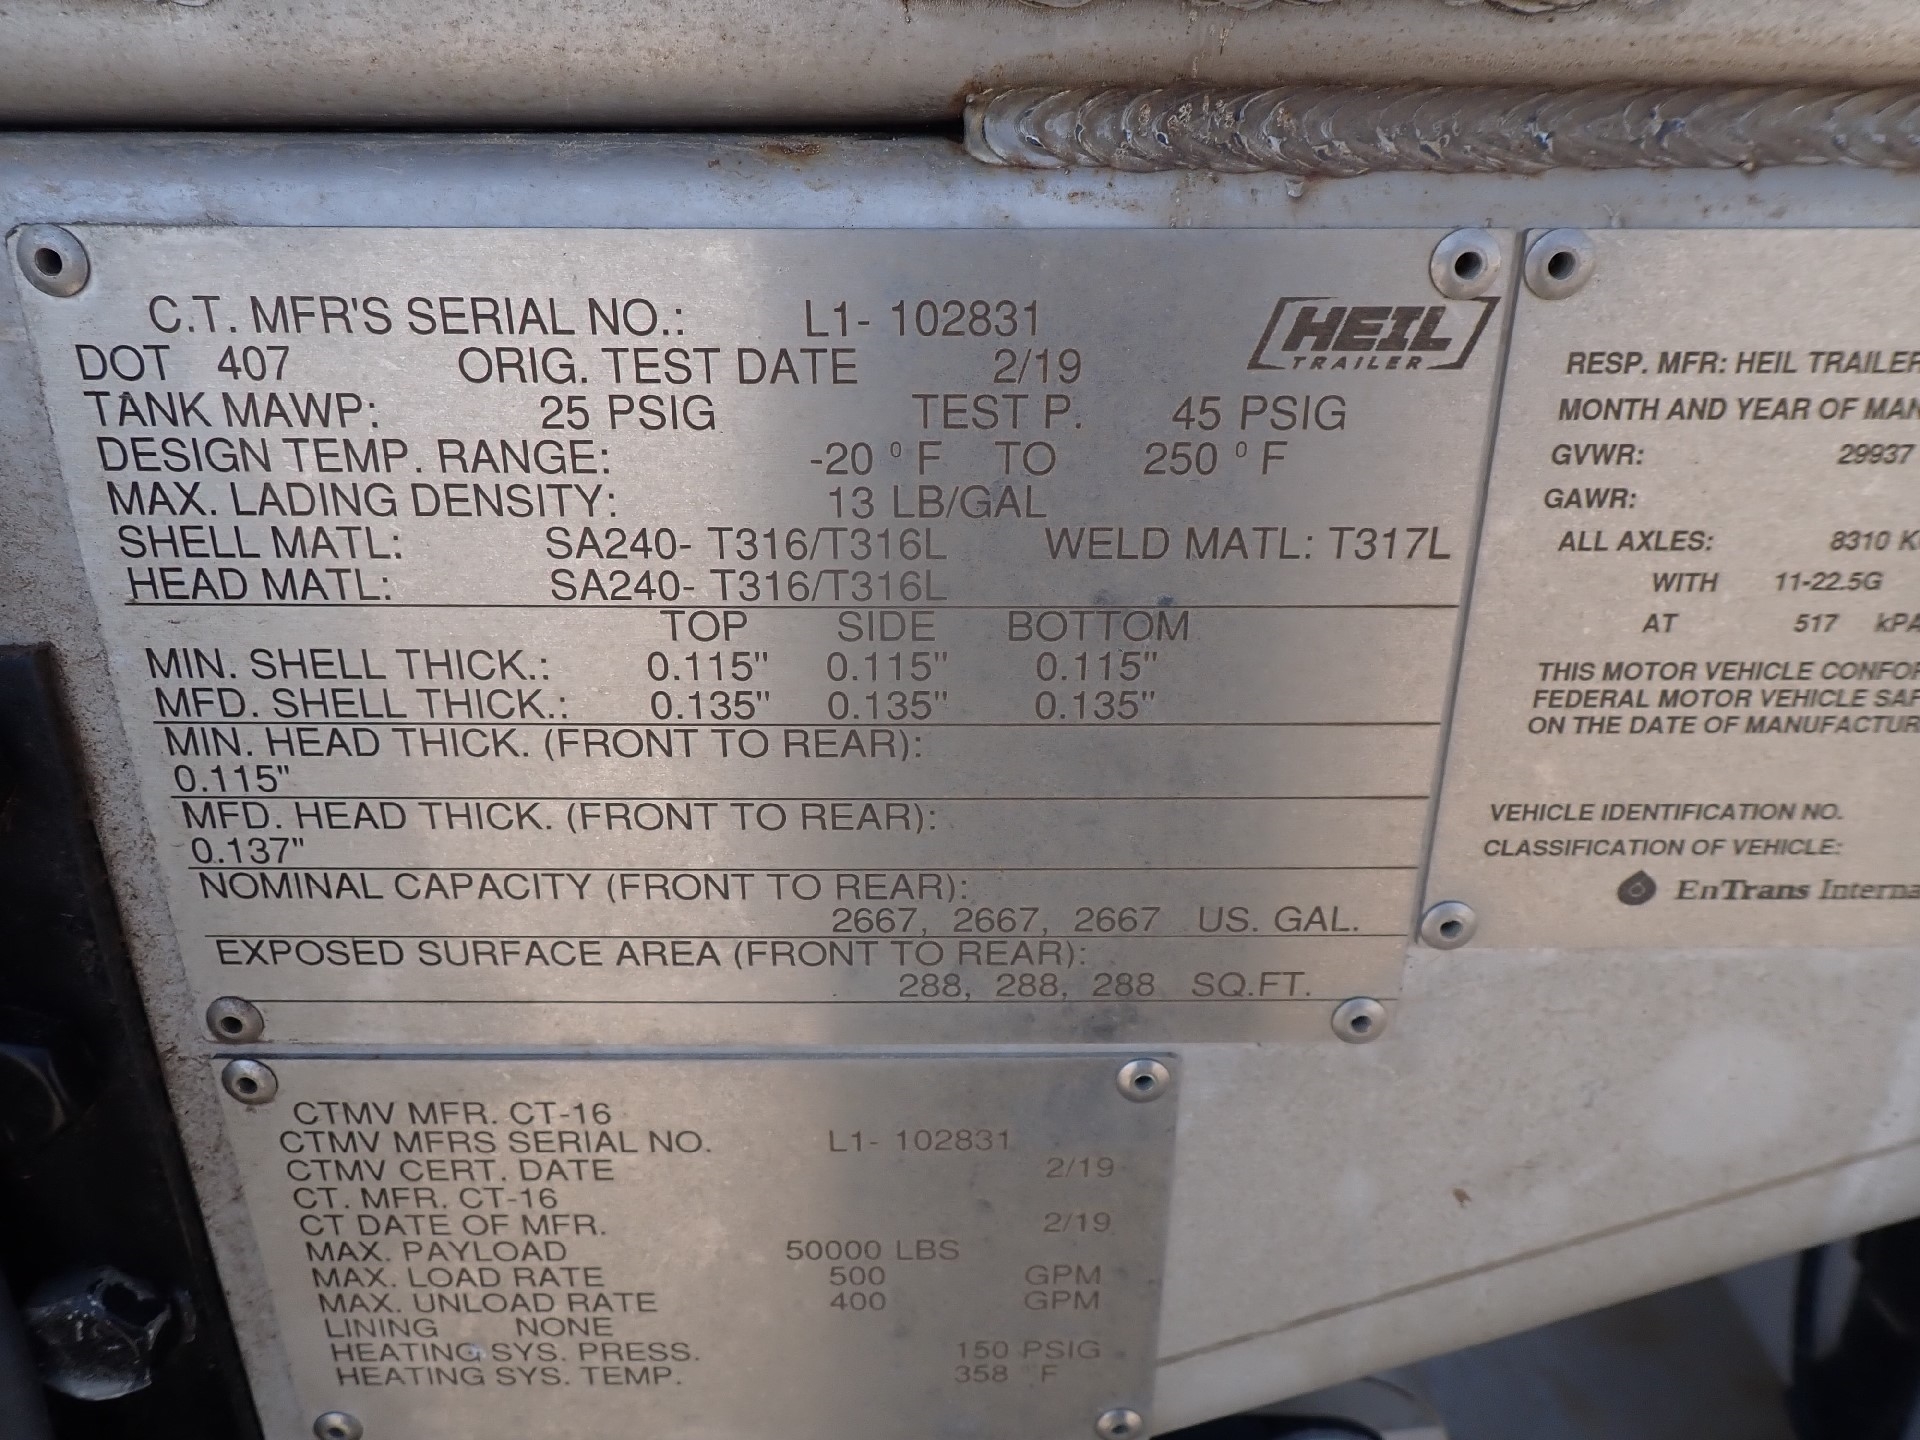 C.T. MFR'S SERIAL NO.: L1- 102831
HEIL
TRAILER
DOT 407 ORIG. TEST DATE 2/19
TANK MAWP: 25 PSIG TEST P. 45 PSIG
DESIGN TEMP. RANGE: -20 ° F TO 250 ° F
MAX. LADING DENSITY: 13 LB/GAL
SHELL MATL: SA240- T316/T316L WELD MATL: T317L
HEAD MATL: SA240- T316/T316L
TOP SIDE BOTTOM
MIN. SHELL THICK.: 0.115" 0.115" 0.115"
MFD. SHELL THICK.: 0.135" 0.135" 0.135"
MIN. HEAD THICK. (FRONT TO REAR):
0.115"
MFD. HEAD THICK. (FRONT TO REAR):
0.137"
NOMINAL CAPACITY (FRONT TO REAR):
2667, 2667, 2667 US. GAL.
EXPOSED SURFACE AREA (FRONT TO REAR):
288, 288, 288 SQ.FT.
CTMV MFR. CT-16
CTMV MFRS SERIAL NO. L1- 102831
CTMV CERT. DATE 2/19
CT. MFR. CT-16
CT DATE OF MFR. 2/19
MAX. PAYLOAD 50000 LBS
MAX. LOAD RATE 500 GPM
MAX. UNLOAD RATE 400 GPM
LINING NONE
HEATING SYS. PRESS. 150 PSIG
HEATING SYS. TEMP. 358 °F
RESP. MFR: HEIL TRAILER
MONTH AND YEAR OF MAN
GVWR: 29937
GAWR:
ALL AXLES: 8310 K
WITH 11-22.5G
AT 517 kPA
THIS MOTOR VEHICLE CONFOR
FEDERAL MOTOR VEHICLE SAF
ON THE DATE OF MANUFACTUR
VEHICLE IDENTIFICATION NO.
CLASSIFICATION OF VEHICLE:
EnTrans Interna